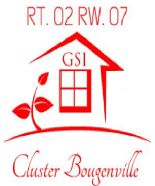 RT. 02 RW. 07
GSI
Cluster Bougenville